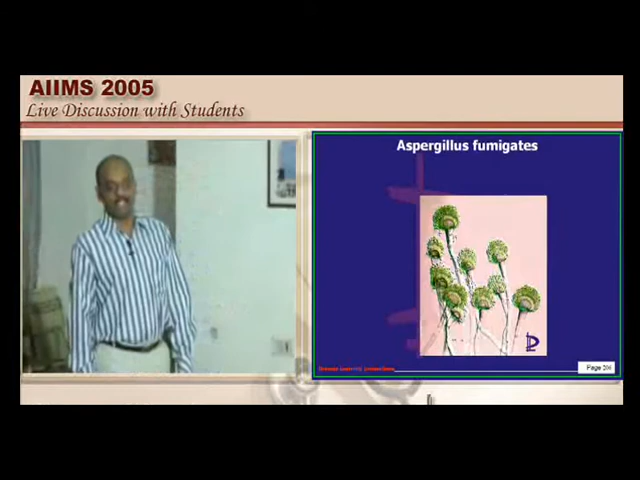 AIIMS 2005
Live Discussion with Students
Aspergillus fumigates
Page